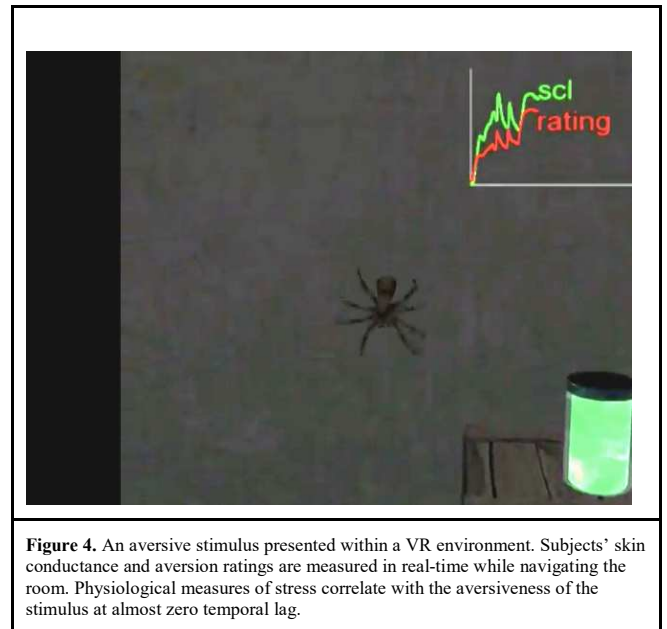 scl
rating
Figure 4. An aversive stimulus presented within a VR environment. Subjects’ skin
conductance and aversion ratings are measured in real-time while navigating the
room. Physiological measures of stress correlate with the aversiveness of the
stimulus at almost zero temporal lag.